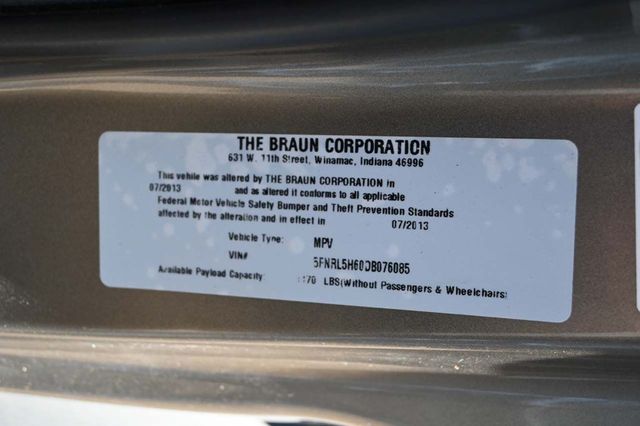 THE BRAUN CORPORATION
631 W. 11th Street, Winamac, Indiana 46996
This vehile was altered by THE BRAUN CORPORATION in
07/2013 and as altered it conforms to all applicable
Federal Motor Vehicle Safety Bumper and Theft Prevention Standards
affected by the alteration and in effect in 07/2013
Vehicle Type: MPV
VIN# 5FNRL5H60DB076085
Available Payload Capacity: LBS(Without Passengers & Wheelchairs)